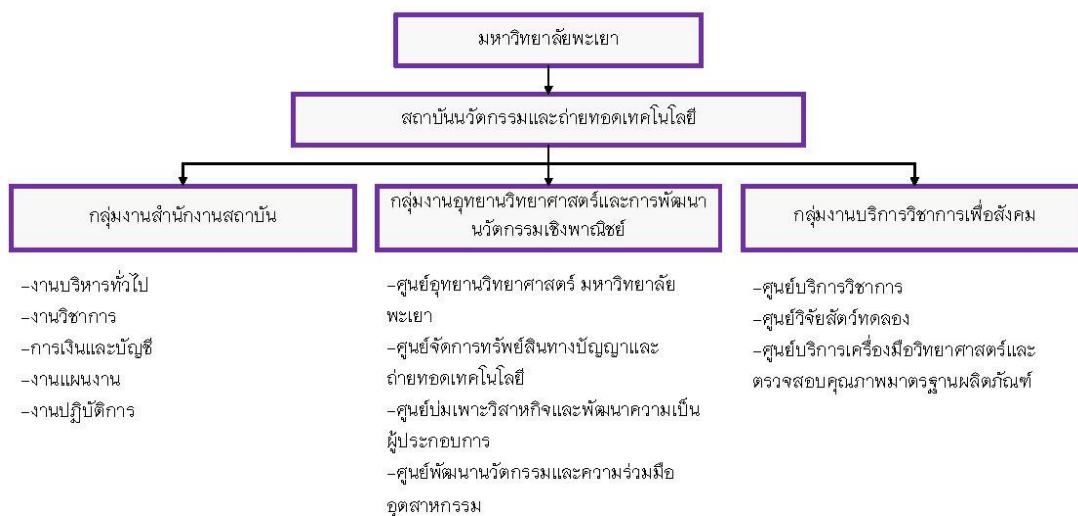 มหาวิทยาลัยพะเยา
สถาบันนวัตกรรมและถ่ายทอดเทคโนโลยี
กลุ่มงานสำนักงานสถาบัน
-งานบริหารทั่วไป
-งานวิชาการ
-การเงินและบัญชี
-งานแผนงาน
-งานปฏิบัติการ
กลุ่มงานอุทยานวิทยาศาสตร์และการพัฒนา
นวัตกรรมเชิงพาณิชย์
-ศูนย์อุทยานวิทยาศาสตร์ มหาวิทยาลัย
พะเยา
-ศูนย์จัดการทรัพย์สินทางปัญญาและ
ถ่ายทอดเทคโนโลยี
-ศูนย์บ่มเพาะวิสาหกิจและพัฒนาความเป็น
ผู้ประกอบการ
-ศูนย์พัฒนานวัตกรรมและความร่วมมือ
อุตสาหกรรม
กลุ่มงานบริการวิชาการเพื่อสังคม
-ศูนย์บริการวิชาการ
-ศูนย์วิจัยสัตว์ทดลอง
-ศูนย์บริการเครื่องมือวิทยาศาสตร์และ
ตรวจสอบคุณภาพมาตรฐานผลิตภัณฑ์